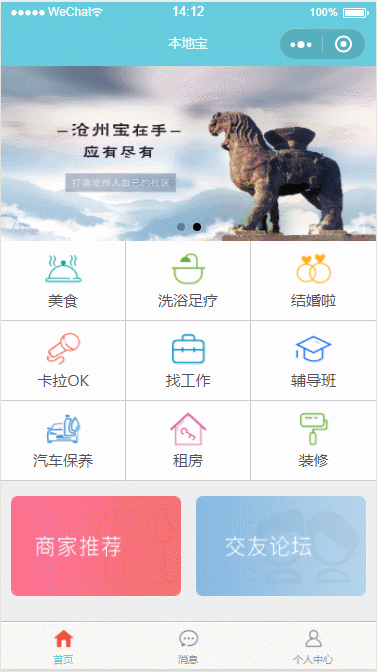 ●●●●● WeChat 14:12 100%
本地宝
沧州宝在手
应有尽有
打造沧州人自己的社区
美食 洗浴足疗 结婚啦
卡拉OK 找工作 辅导班
汽车保养 租房 装修
商家推荐 交友论坛
首页 消息 个人中心